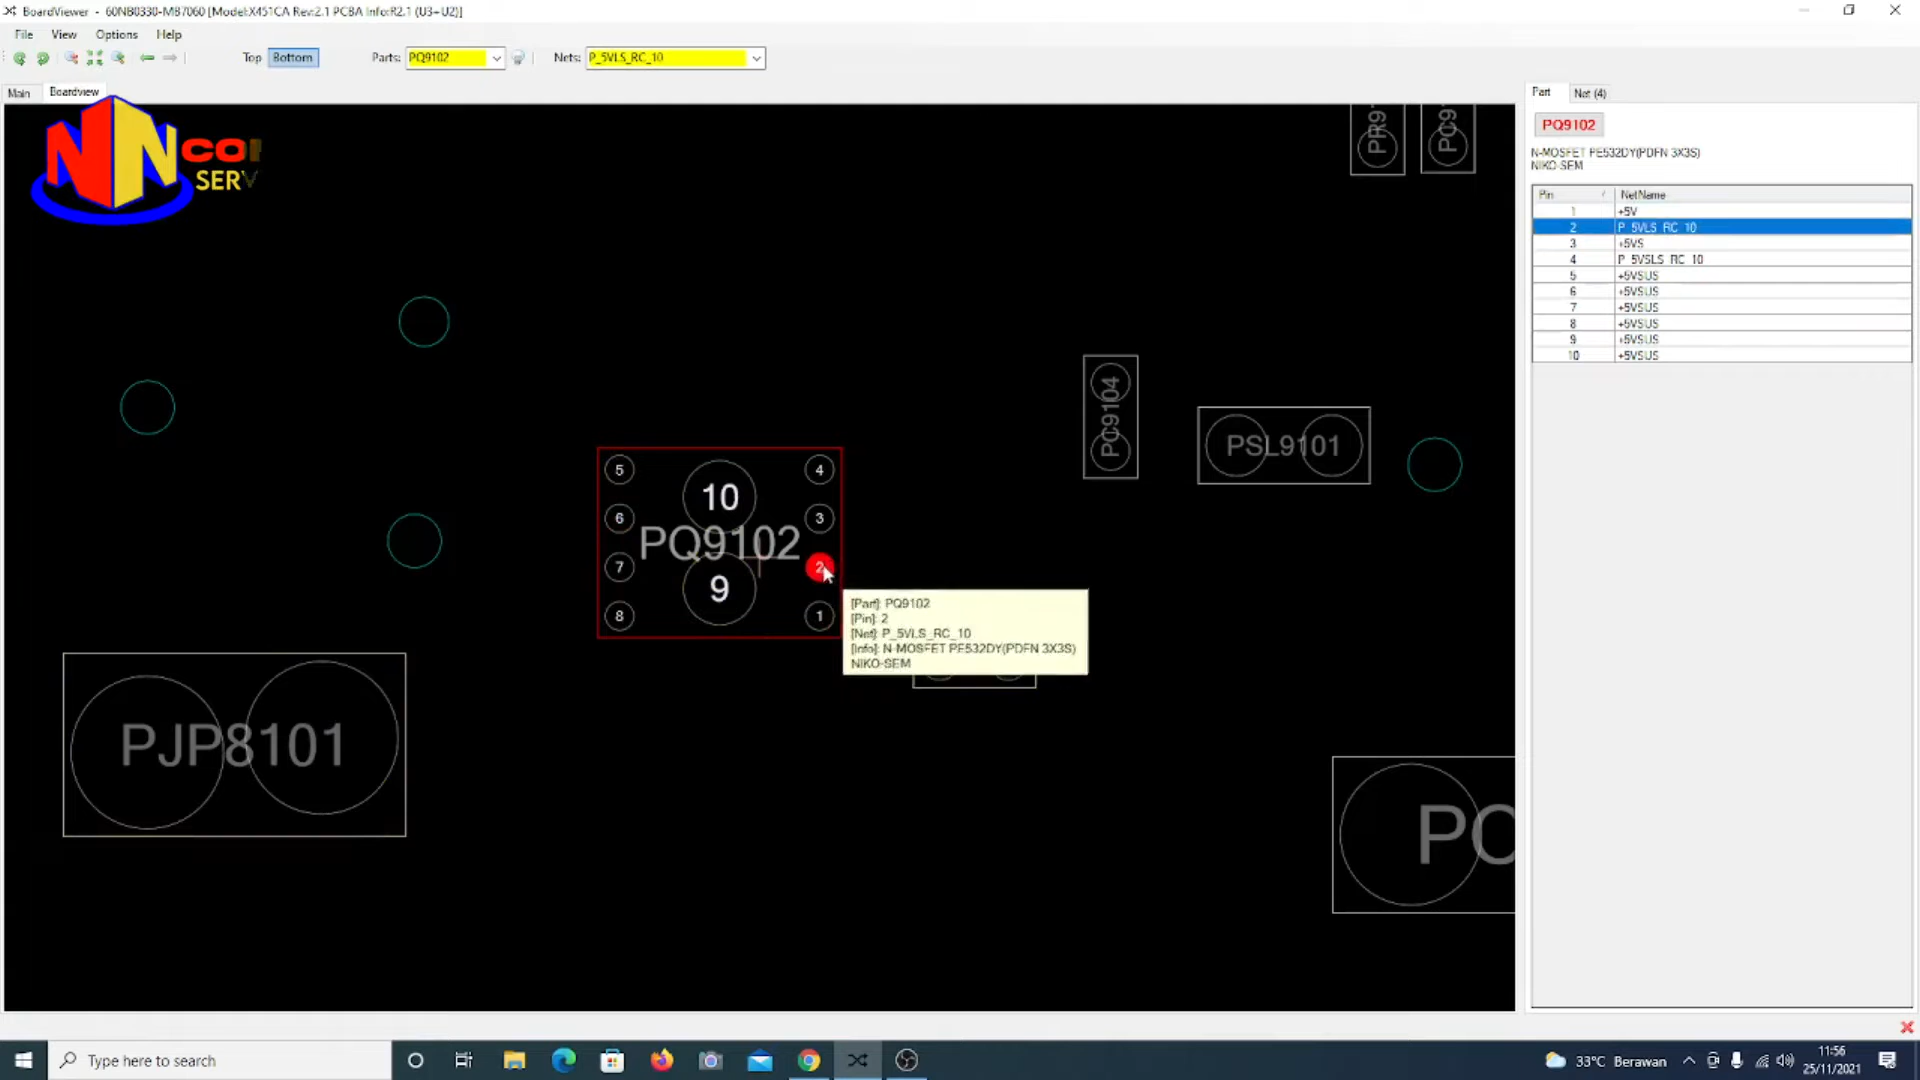 BoardViewer - 60NB0330-MB7060 [Model:X451CA Rev:2.1 PCBA Info:R2.1 (U3+U2)]
File View Options Help
Top Bottom Parts: PQ9102 Nets: P_5VLS_RC_10
Main Boardview
Part Net (4)
N CO
SERV
PR9
PC9
PQ9102
N-MOSFET PE532DY(PDFN 3X3S)
NIKO-SEM
Pin NetName
1 +5V
2 P_5VLS_RC_10
3 +5VS
4 P_5VSLS_RC_10
5 +5VSUS
6 +5VSUS
7 +5VSUS
8 +5VSUS
9 +5VSUS
10 +5VSUS
PC9104
PSL9101
5 10 4
6 PQ9102 3
7 9 2
8 1
[Part]: PQ9102
[Pin]: 2
[Net]: P_5VLS_RC_10
[Info]: N-MOSFET PE532DY(PDFN 3X3S)
NIKO-SEM
PJP8101
PC
Type here to search
33°C Berawan
11:56
25/11/2021